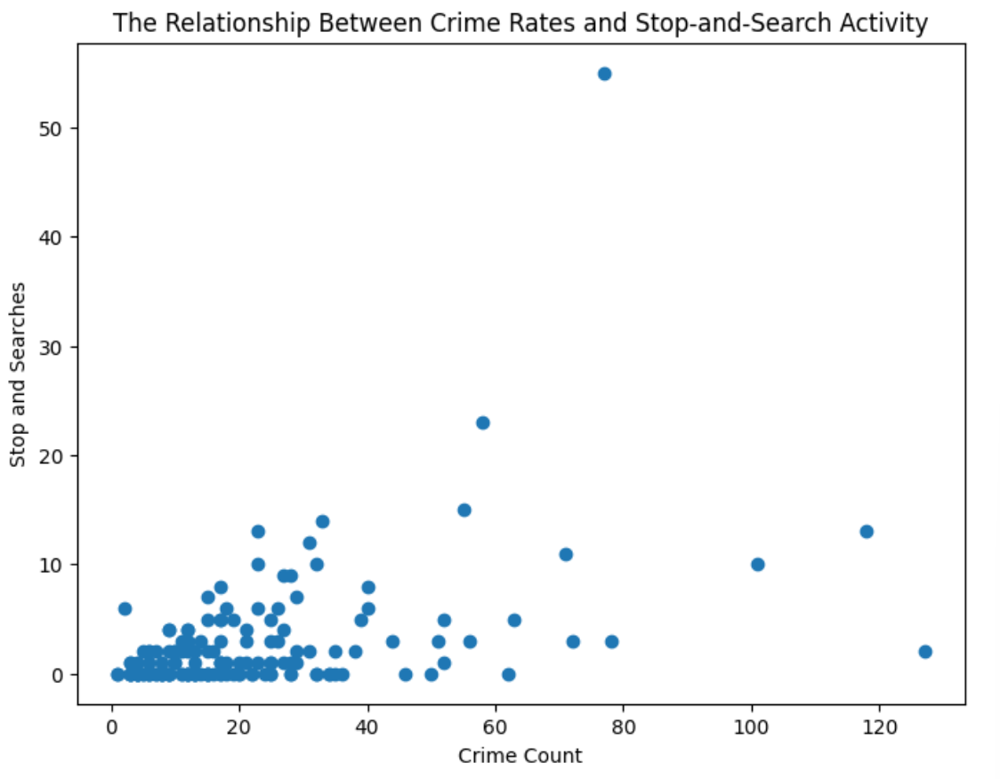 The Relationship Between Crime Rates and Stop-and-Search Activity
50
40
30
20
10
0
Stop and Searches
0 20 40 60 80 100 120
Crime Count